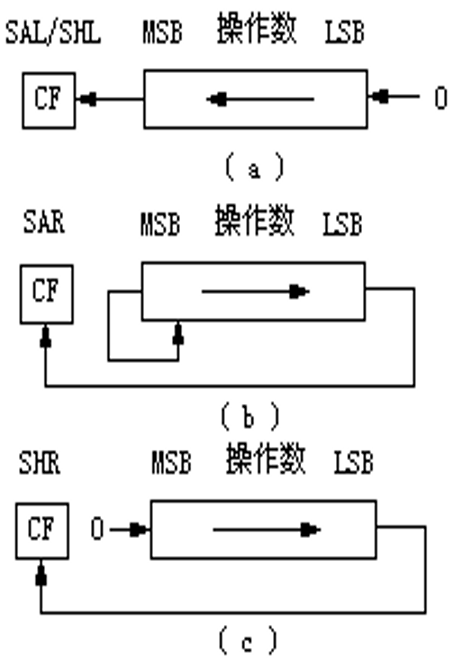 SAL/SHL MSB 操作数 LSB
CF 0
(a)
SAR MSB 操作数 LSB
CF
(b)
SHR MSB 操作数 LSB
CF 0
(c)